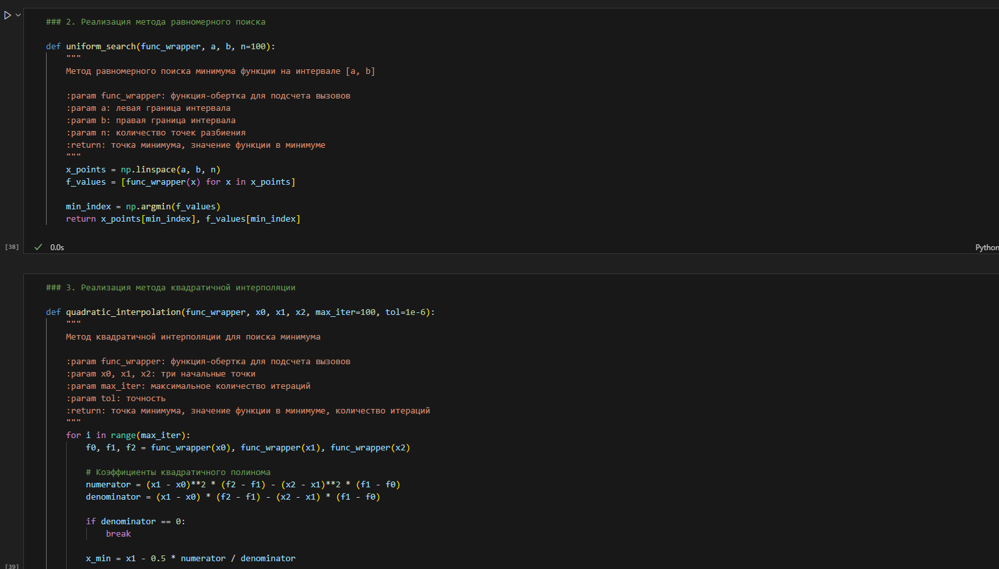 ### 2. Реализация метода равномерного поиска
def uniform_search(func_wrapper, a, b, n=100):
"""
Метод равномерного поиска минимума функции на интервале [a, b]
:param func_wrapper: функция-обертка для подсчета вызовов
:param a: левая граница интервала
:param b: правая граница интервала
:param n: количество точек разбиения
:return: точка минимума, значение функции в минимуме
"""
x_points = np.linspace(a, b, n)
f_values = [func_wrapper(x) for x in x_points]
min_index = np.argmin(f_values)
return x_points[min_index], f_values[min_index]
[38] 0.0s Python
### 3. Реализация метода квадратичной интерполяции
def quadratic_interpolation(func_wrapper, x0, x1, x2, max_iter=100, tol=1e-6):
"""
Метод квадратичной интерполяции для поиска минимума
:param func_wrapper: функция-обертка для подсчета вызовов
:param x0, x1, x2: три начальные точки
:param max_iter: максимальное количество итераций
:param tol: точность
:return: точка минимума, значение функции в минимуме, количество итераций
"""
for i in range(max_iter):
f0, f1, f2 = func_wrapper(x0), func_wrapper(x1), func_wrapper(x2)
# Коэффициенты квадратичного полинома
numerator = (x1 - x0)**2 * (f2 - f1) - (x2 - x1)**2 * (f1 - f0)
denominator = (x1 - x0) * (f2 - f1) - (x2 - x1) * (f1 - f0)
if denominator == 0:
break
x_min = x1 - 0.5 * numerator / denominator
[39]